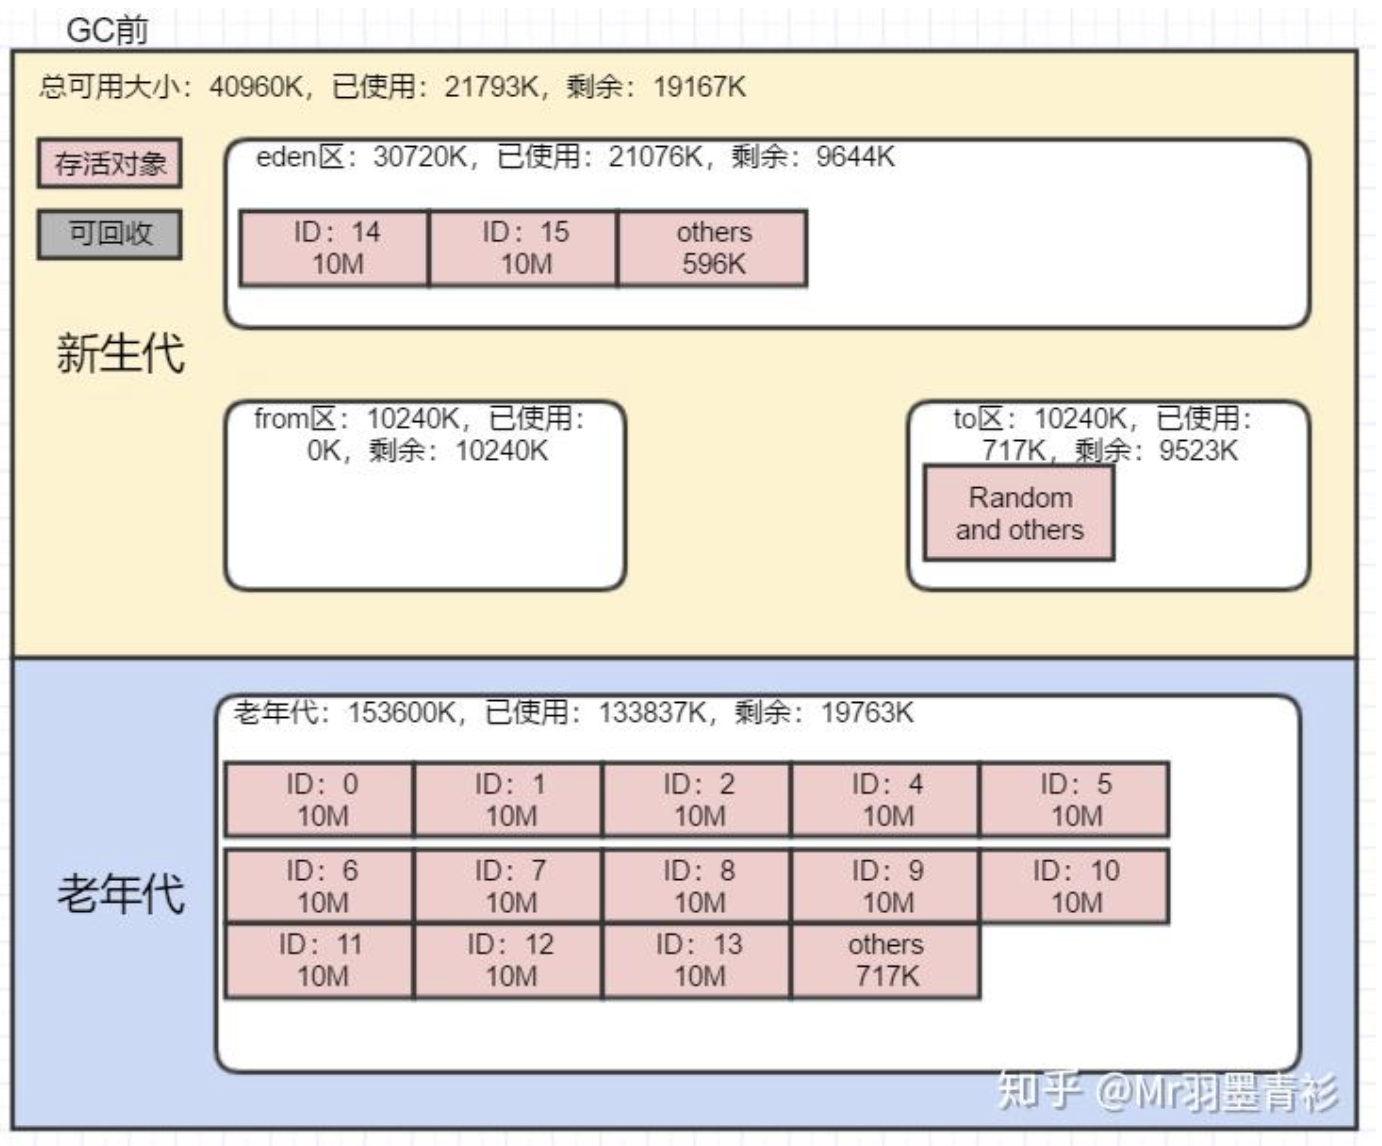 GC前
总可用大小：40960K，已使用：21793K，剩余：19167K
存活对象
可回收
eden区：30720K，已使用：21076K，剩余：9644K
ID：14
10M
ID：15
10M
others
596K
新生代
from区：10240K，已使用：
0K，剩余：10240K
to区：10240K，已使用：
717K，剩余：9523K
Random
and others
老年代：153600K，已使用：133837K，剩余：19763K
ID：0
10M
ID：1
10M
ID：2
10M
ID：4
10M
ID：5
10M
老年代
ID：6
10M
ID：7
10M
ID：8
10M
ID：9
10M
ID：10
10M
ID：11
10M
ID：12
10M
ID：13
10M
others
717K
知乎 @Mr羽墨青衫